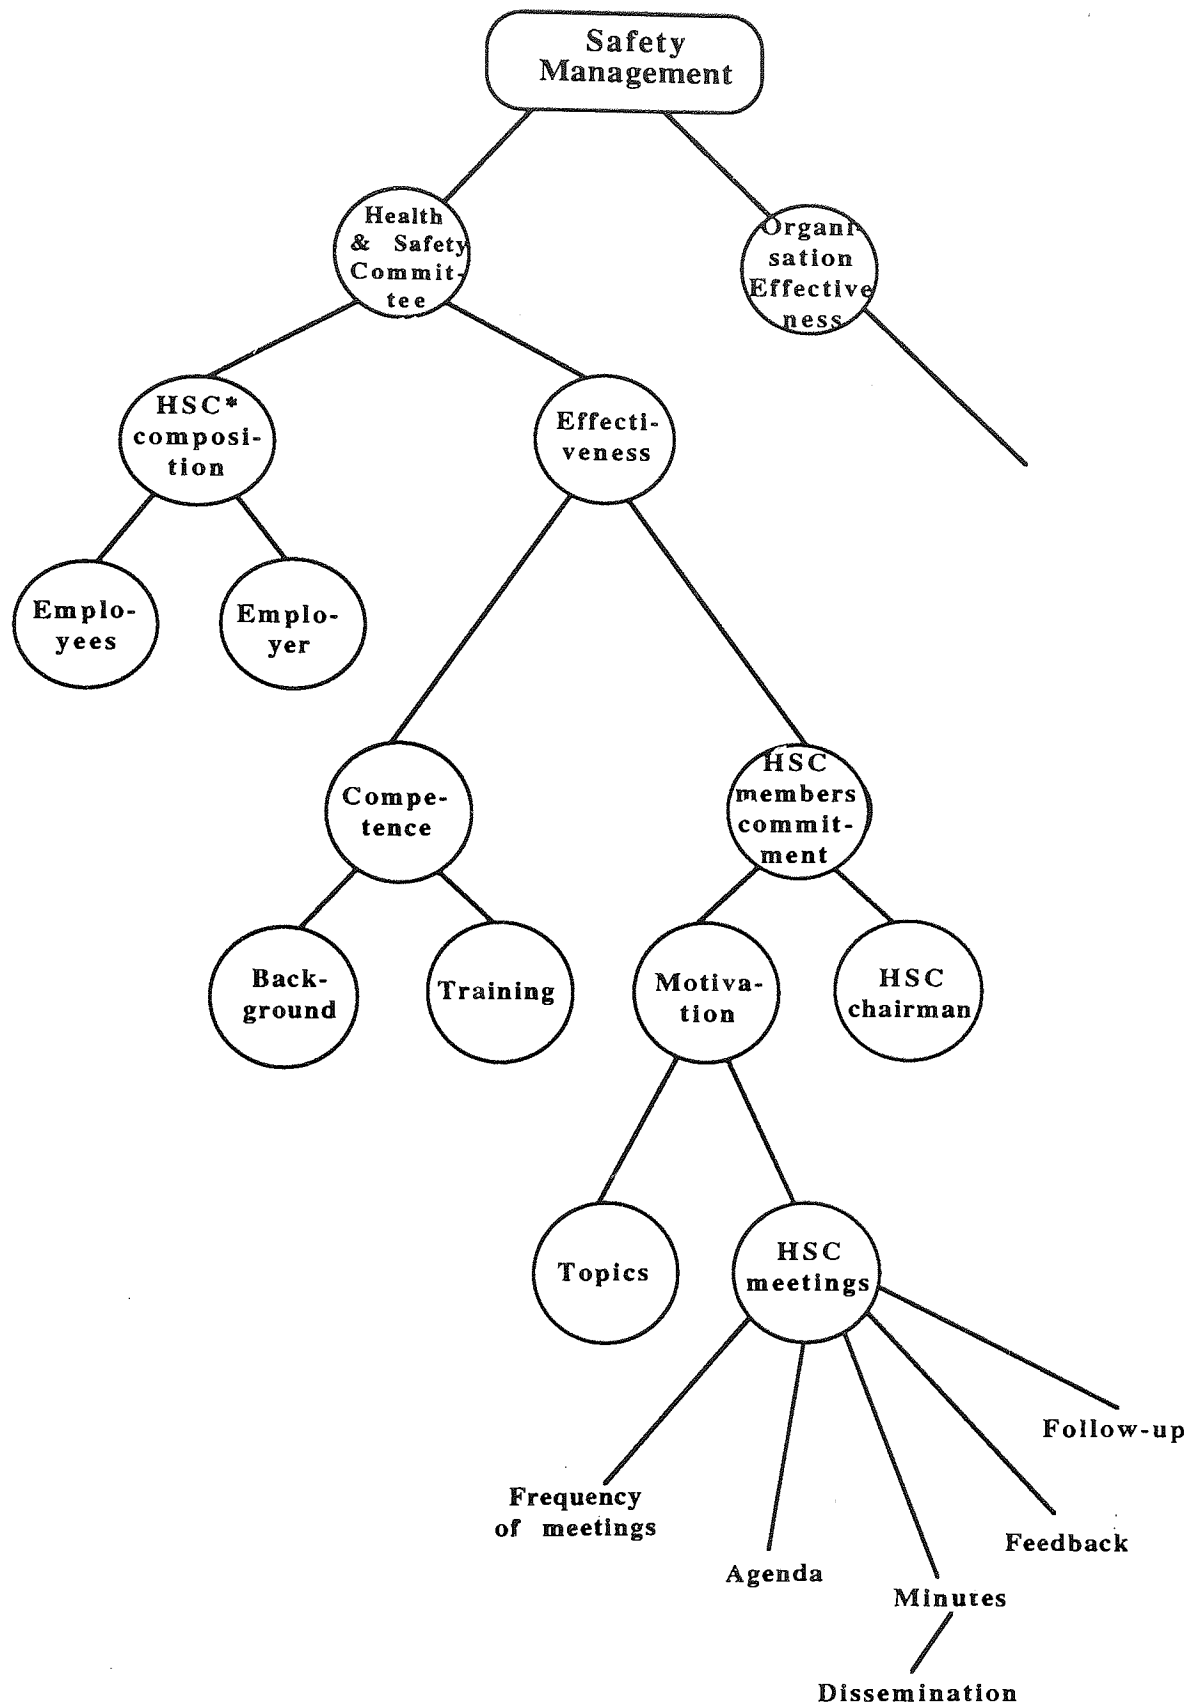 Safety
Management
Health
& Safety
Commit-
tee
Organi-
sation
Effective
ness
HSC*
composi-
tion
Effecti-
veness
Emplo-
yees
Emplo-
yer
Compe-
tence
HSC
members
commit-
ment
Back-
ground
Training
Motiva-
tion
HSC
chairman
Topics
HSC
meetings
Follow-up
Frequency
of meetings
Feedback
Agenda
Minutes
Dissemination